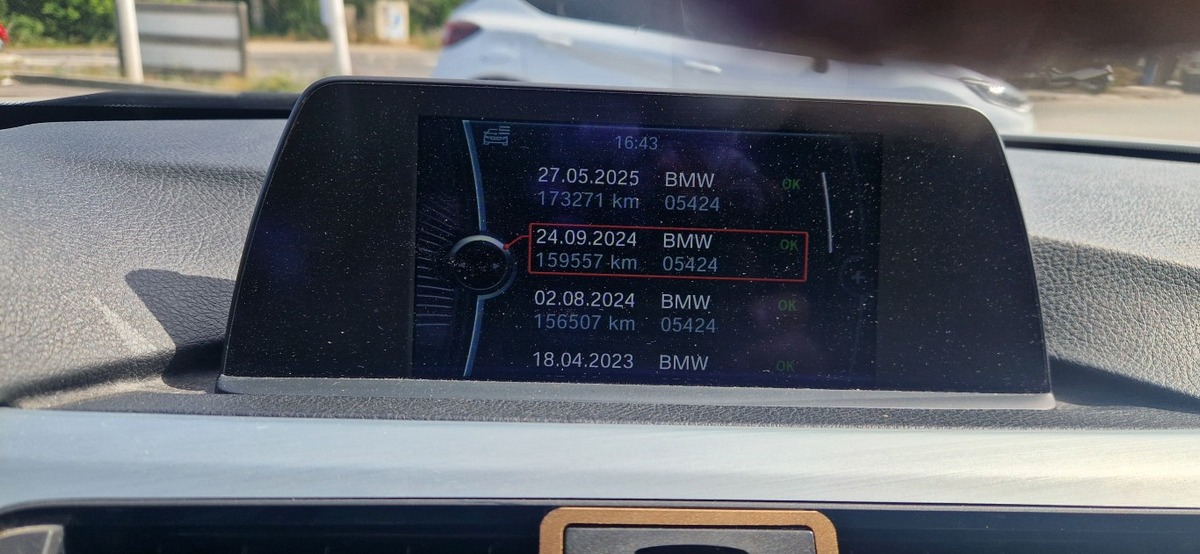 16:43
27.05.2025 BMW OK
173271 km 05424
24.09.2024 BMW OK
159557 km 05424
02.08.2024 BMW OK
156507 km 05424
18.04.2023 BMW OK